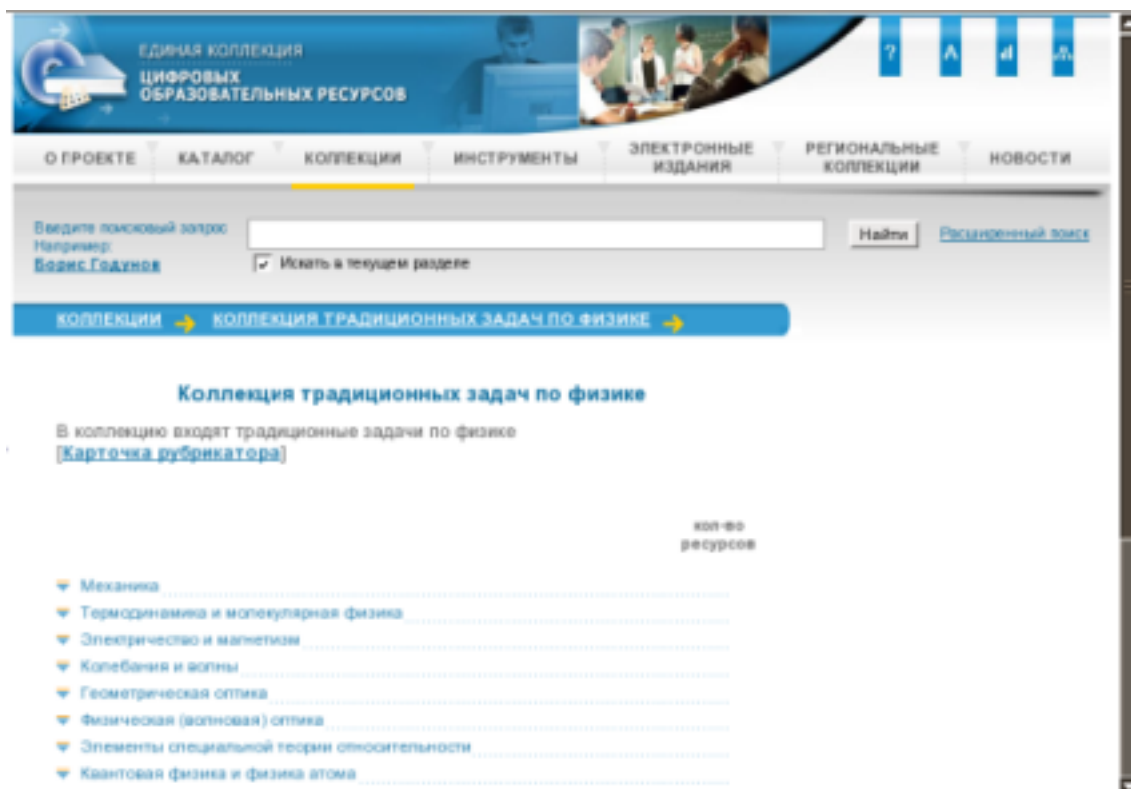 ЕДИНАЯ КОЛЛЕКЦИЯ
ЦИФРОВЫХ
ОБРАЗОВАТЕЛЬНЫХ РЕСУРСОВ
?
О ПРОЕКТЕ КАТАЛОГ КОЛЛЕКЦИИ ИНСТРУМЕНТЫ ЭЛЕКТРОННЫЕ ИЗДАНИЯ РЕГИОНАЛЬНЫЕ КОЛЛЕКЦИИ НОВОСТИ
Введите поисковый запрос
Например:
Борис Годунов
Найти Расширенный поиск
Искать в текущем разделе
КОЛЛЕКЦИИ КОЛЛЕКЦИЯ ТРАДИЦИОННЫХ ЗАДАЧ ПО ФИЗИКЕ
Коллекция традиционных задач по физике
В коллекцию входят традиционные задачи по физике
[Карточка рубрикатора]
кол-во
ресурсов
Механика
Термодинамика и молекулярная физика
Электричество и магнетизм
Колебания и волны
Геометрическая оптика
Физическая (волновая) оптика
Элементы специальной теории относительности
Квантовая физика и физика атома